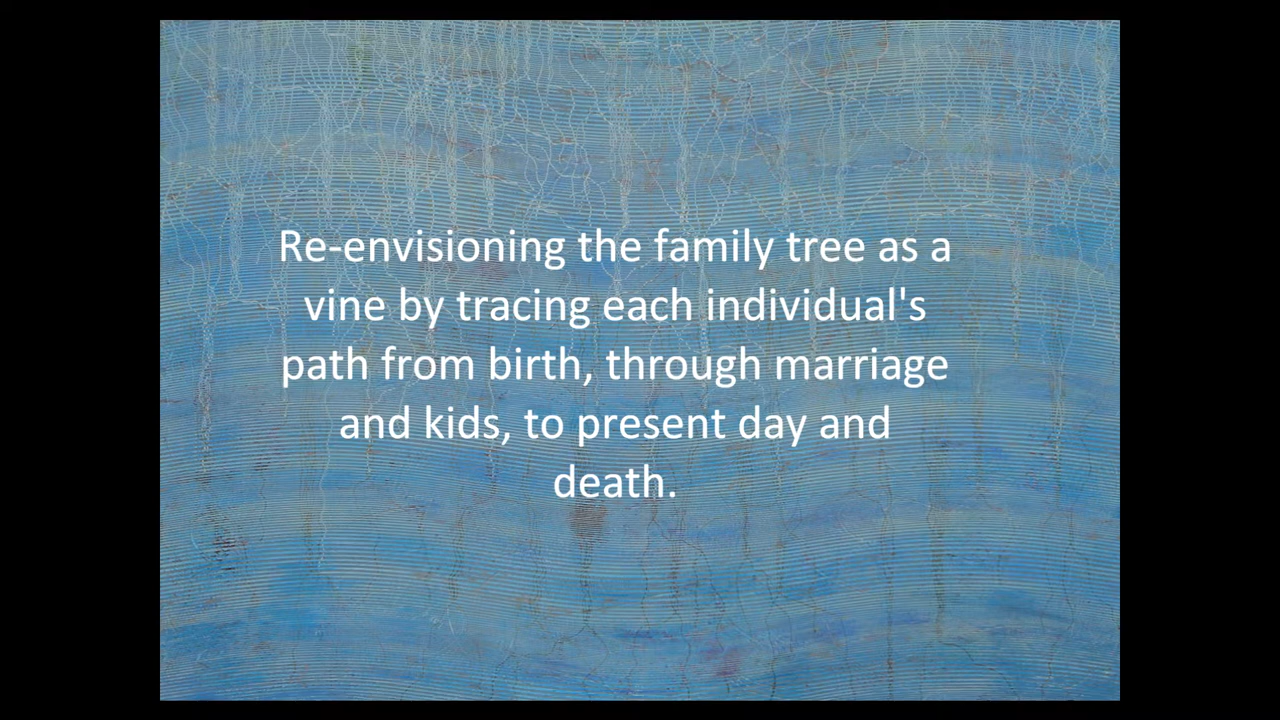 Re-envisioning the family tree as a
vine by tracing each individual's
path from birth, through marriage
and kids, to present day and
death.